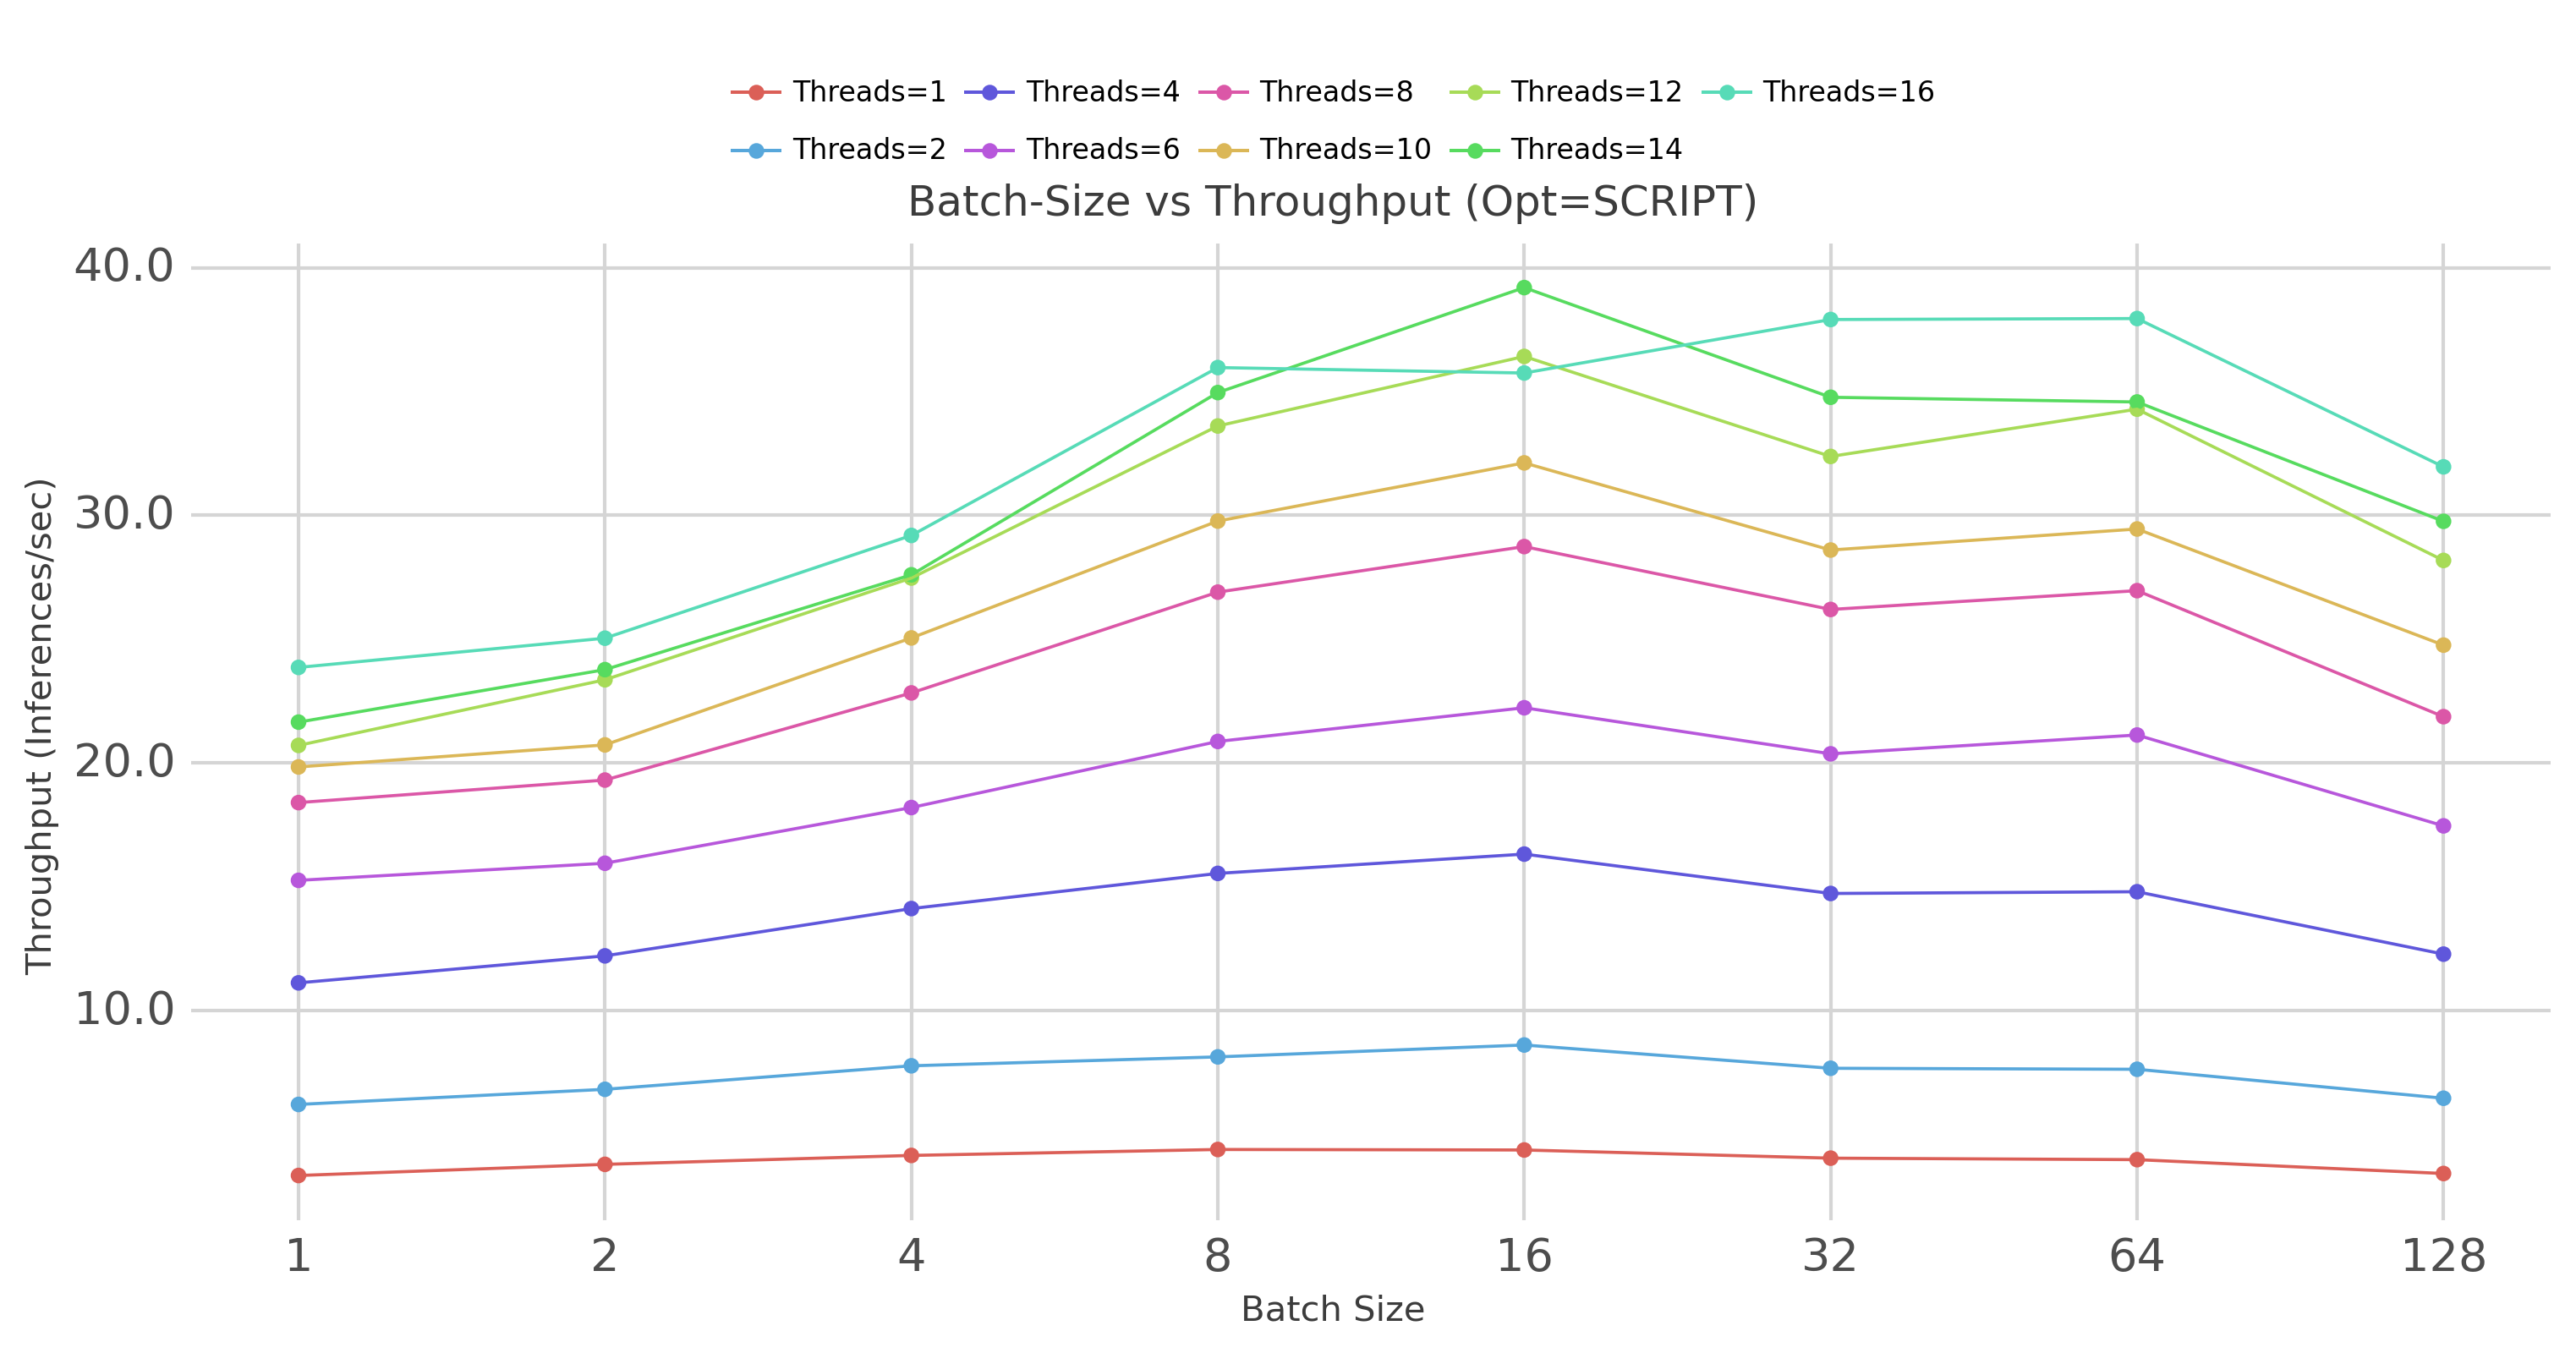 Threads=1 Threads=4 Threads=8 Threads=12 Threads=16
Threads=2 Threads=6 Threads=10 Threads=14
Batch-Size vs Throughput (Opt=SCRIPT)
Throughput (Inferences/sec)
40.0
30.0
20.0
10.0
1 2 4 8 16 32 64 128
Batch Size